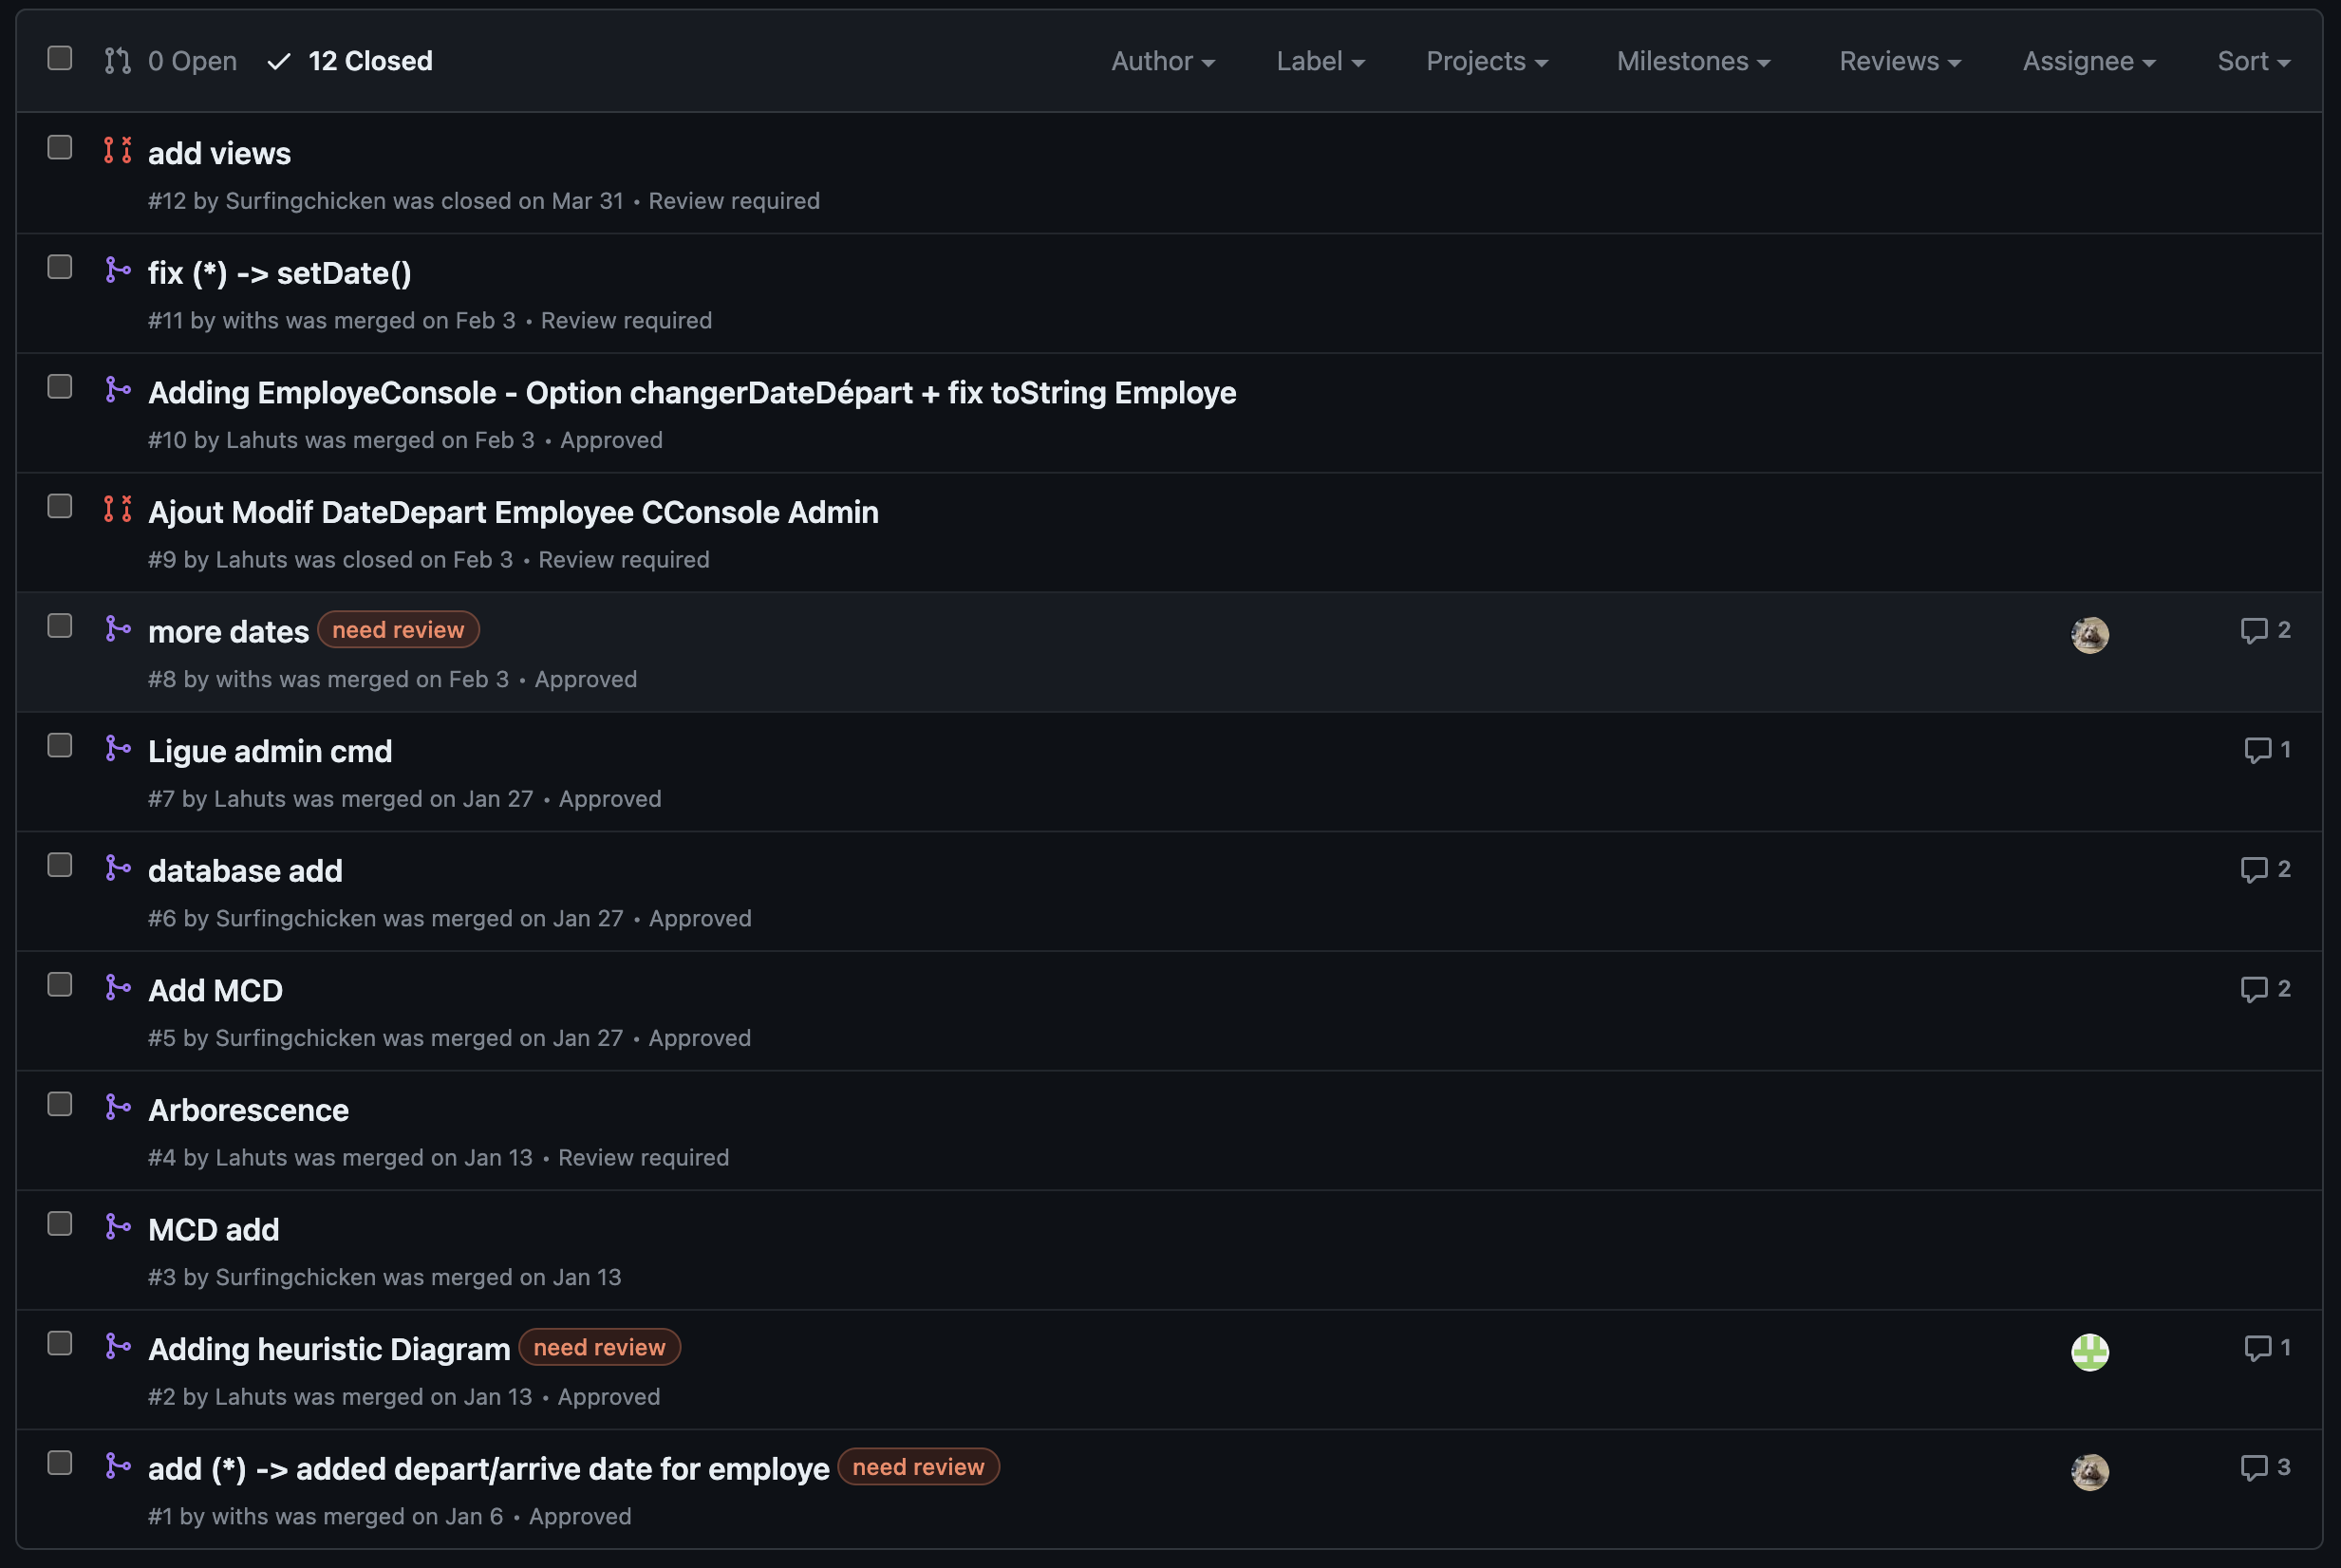 0 Open 12 Closed Author Label Projects Milestones Reviews Assignee Sort
add views
#12 by Surfingchicken was closed on Mar 31 • Review required
fix (*) -> setDate()
#11 by withs was merged on Feb 3 • Review required
Adding EmployeConsole - Option changerDateDépart + fix toString Employe
#10 by Lahuts was merged on Feb 3 • Approved
Ajout Modif DateDepart Employee CConsole Admin
#9 by Lahuts was closed on Feb 3 • Review required
more dates need review 2
#8 by withs was merged on Feb 3 • Approved
Ligue admin cmd 1
#7 by Lahuts was merged on Jan 27 • Approved
database add 2
#6 by Surfingchicken was merged on Jan 27 • Approved
Add MCD 2
#5 by Surfingchicken was merged on Jan 27 • Approved
Arborescence
#4 by Lahuts was merged on Jan 13 • Review required
MCD add
#3 by Surfingchicken was merged on Jan 13
Adding heuristic Diagram need review 1
#2 by Lahuts was merged on Jan 13 • Approved
add (*) -> added depart/arrive date for employe need review 3
#1 by withs was merged on Jan 6 • Approved